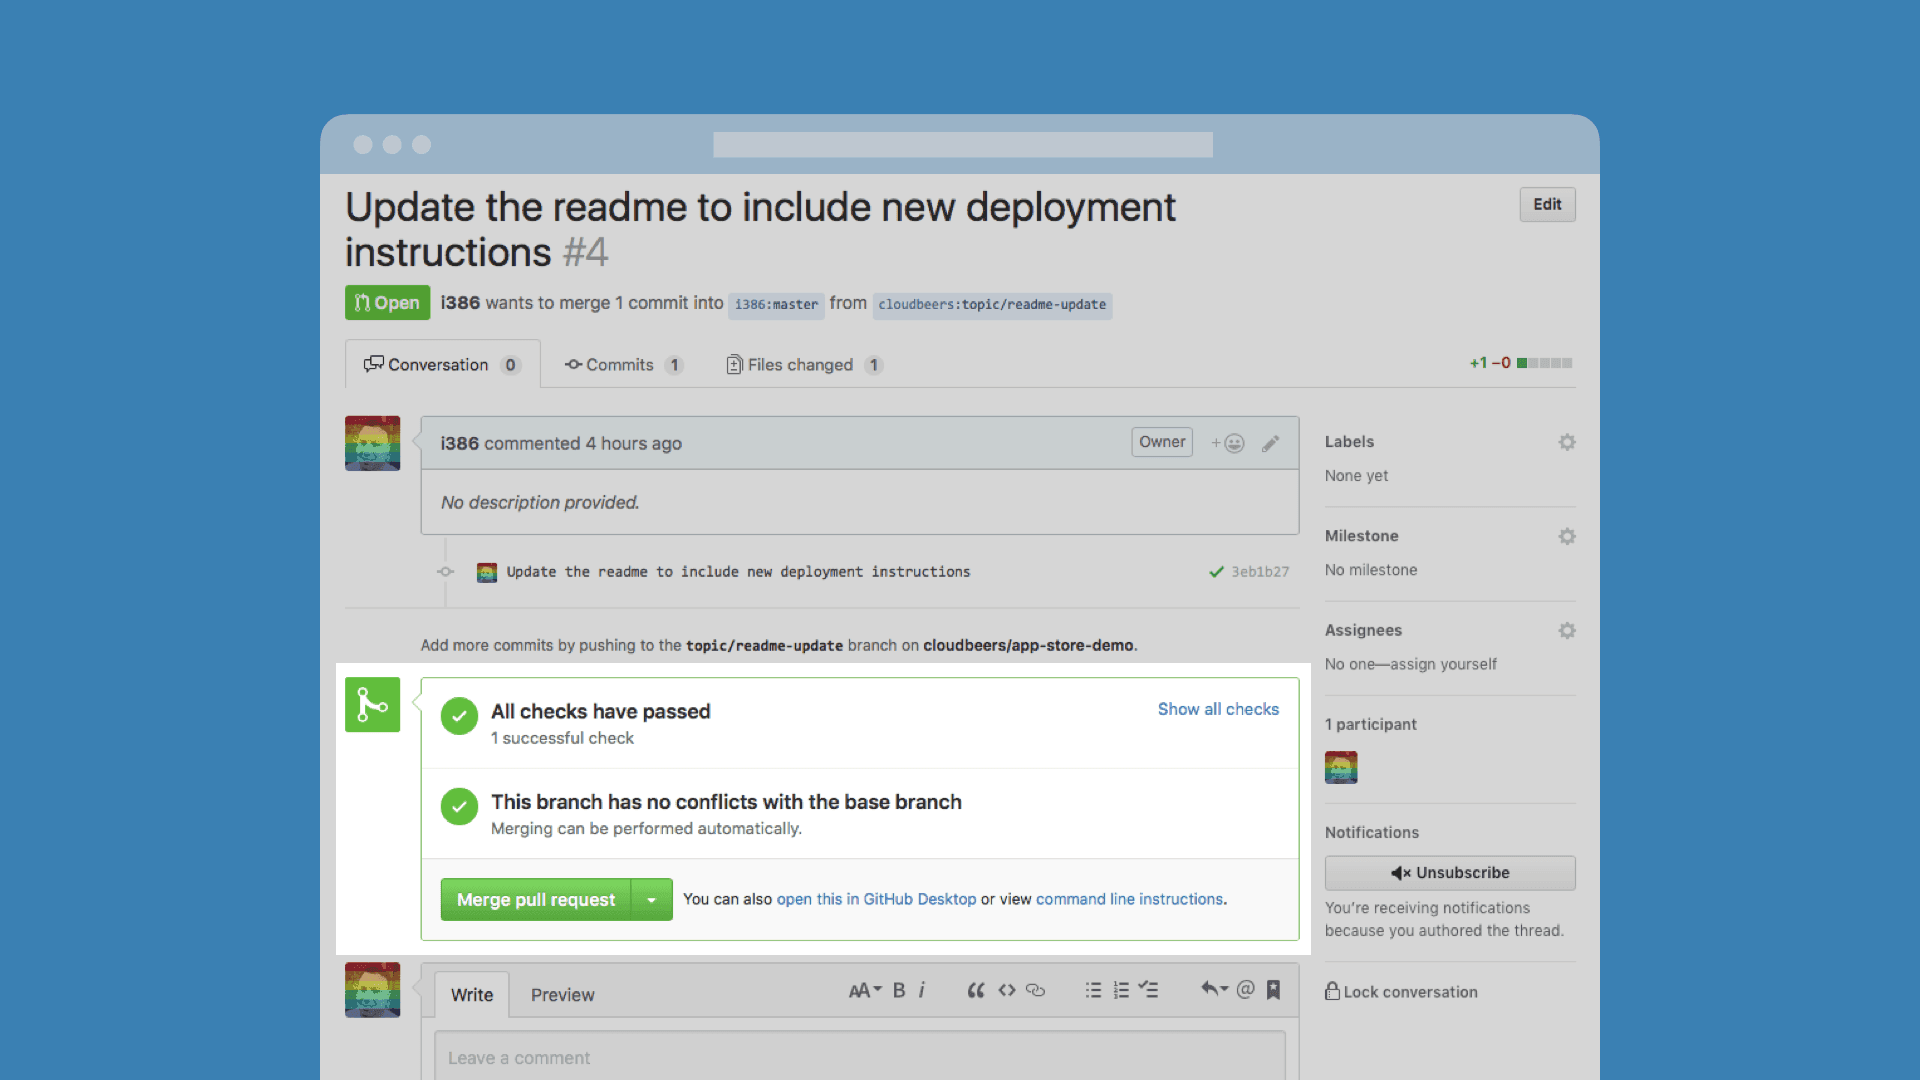 Update the readme to include new deployment
instructions #4
Edit
Open i386 wants to merge 1 commit into i386:master from cloudbeers:topic/readme-update
Conversation 0 Commits 1 Files changed 1 +1 −0
i386 commented 4 hours ago Owner
No description provided.
Update the readme to include new deployment instructions 3eb1b27
Add more commits by pushing to the topic/readme-update branch on cloudbeers/app-store-demo.
All checks have passed Show all checks
1 successful check
This branch has no conflicts with the base branch
Merging can be performed automatically.
Merge pull request You can also open this in GitHub Desktop or view command line instructions.
Write Preview AA B i
Leave a comment
Labels
None yet
Milestone
No milestone
Assignees
No one—assign yourself
1 participant
Notifications
Unsubscribe
You're receiving notifications
because you authored the thread.
Lock conversation